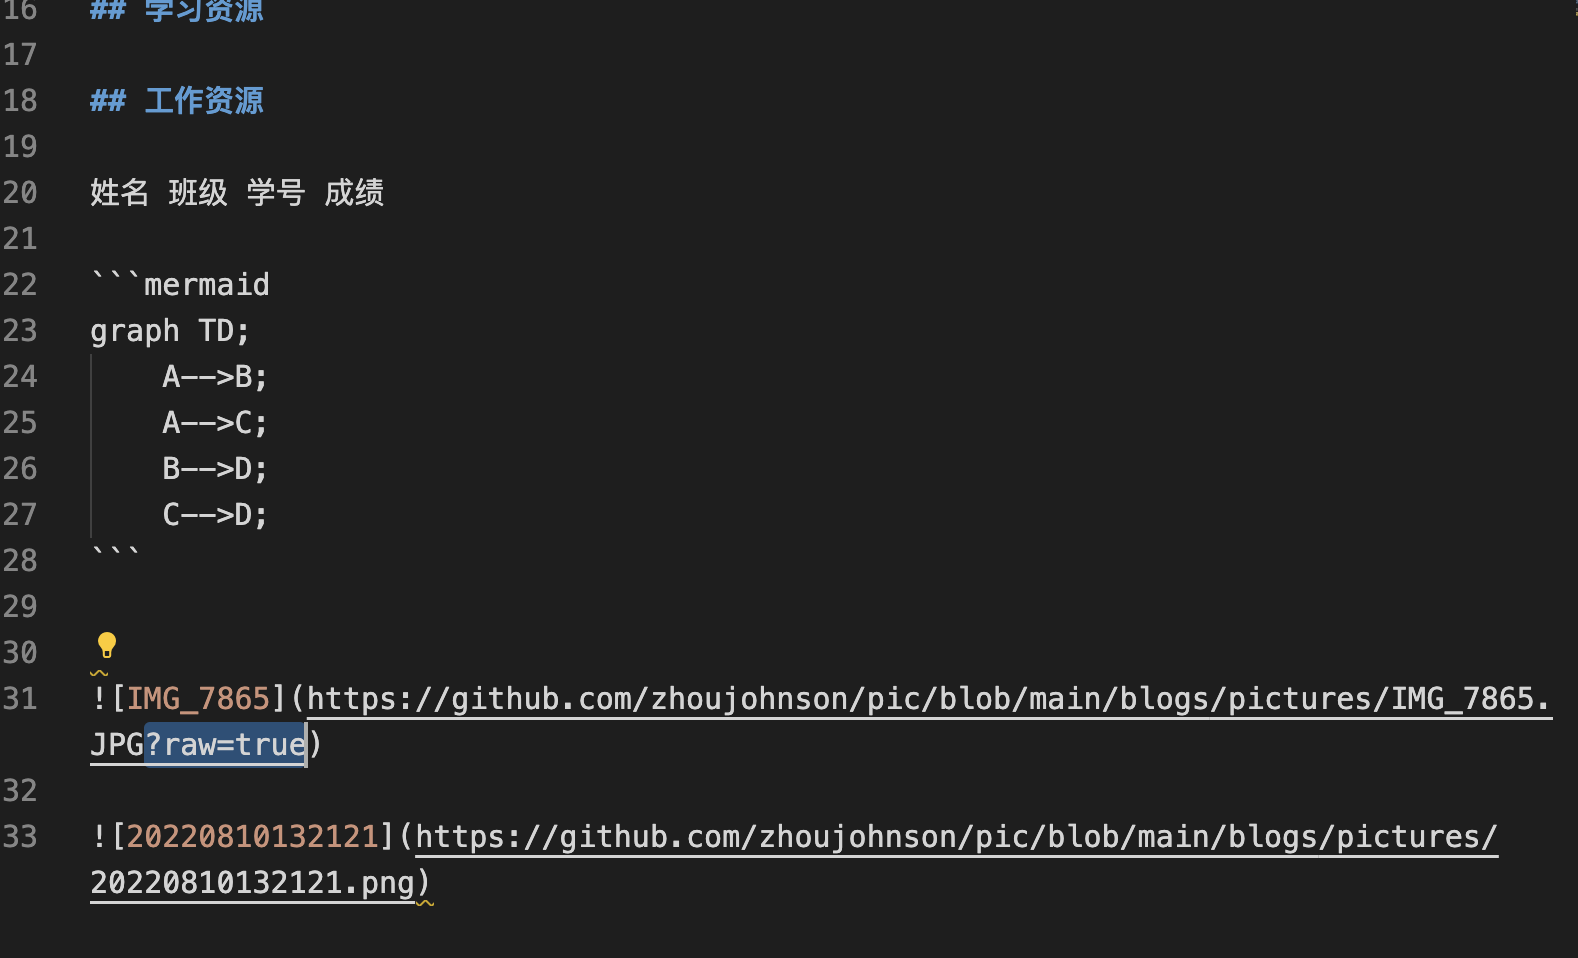 16 ## 学习资源
17
18 ## 工作资源
19
20 姓名 班级 学号 成绩
21
22 ```mermaid
23 graph TD;
24     A-->B;
25     A-->C;
26     B-->D;
27     C-->D;
28 ```
29
30
31 ![IMG_7865](https://github.com/zhoujohnson/pic/blob/main/blogs/pictures/IMG_7865.
JPG?raw=true)
32
33 ![20220810132121](https://github.com/zhoujohnson/pic/blob/main/blogs/pictures/
20220810132121.png)